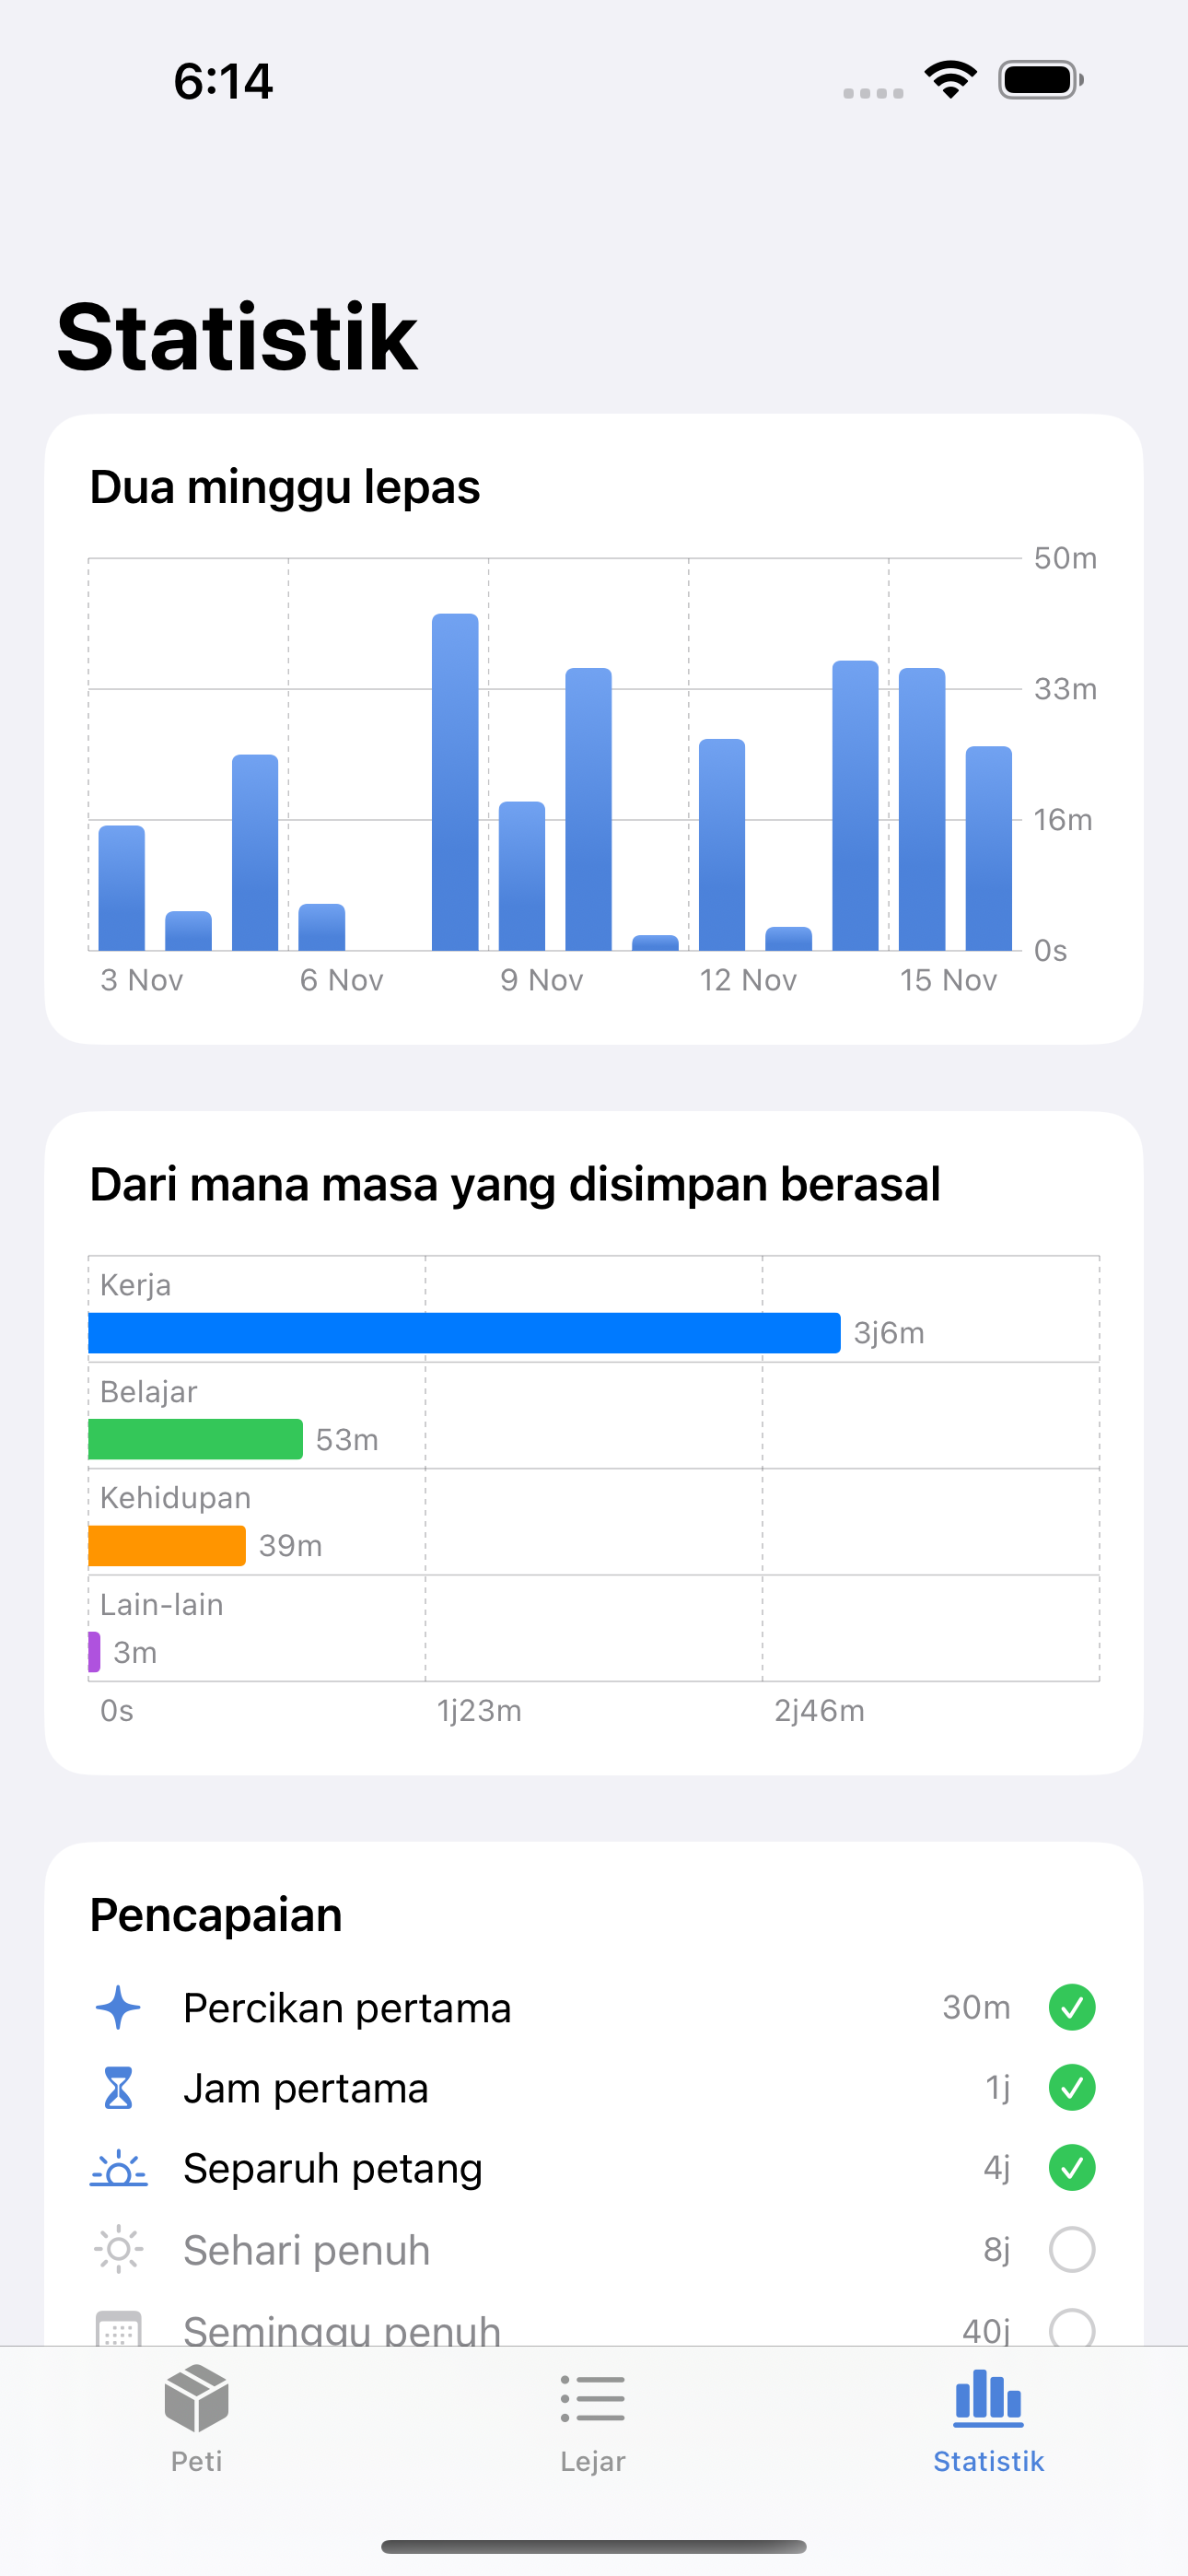 6:14
Statistik
Dua minggu lepas
50m
33m
16m
0s
3 Nov 6 Nov 9 Nov 12 Nov 15 Nov
Dari mana masa yang disimpan berasal
Kerja
3j6m
Belajar
53m
Kehidupan
39m
Lain-lain
3m
0s 1j23m 2j46m
Pencapaian
Percikan pertama 30m
Jam pertama 1j
Separuh petang 4j
Sehari penuh 8j
Seminggu penuh 40j
Peti Lejar Statistik